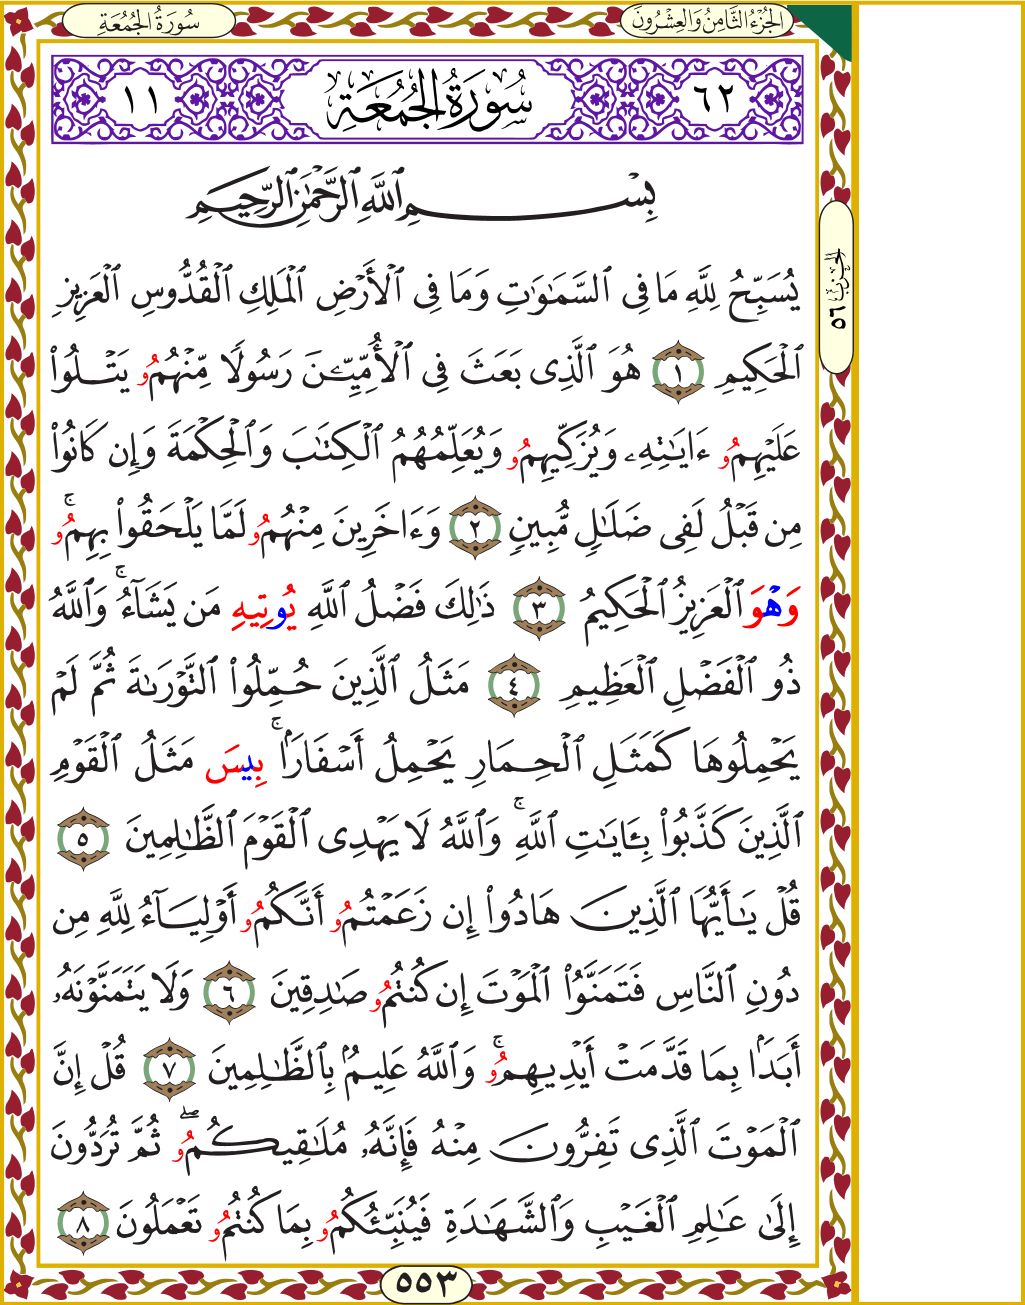 سُورَةُ الجُمُعَةِ
الجُزْءُ الثَّامِنُ وَالعِشْرُونَ
٦٢ سُورَةُ الجُمُعَةِ ١١
بِسْمِ ٱللَّهِ ٱلرَّحْمَٰنِ ٱلرَّحِيمِ
يُسَبِّحُ لِلَّهِ مَا فِى ٱلسَّمَٰوَٰتِ وَمَا فِى ٱلْأَرْضِ ٱلْمَلِكِ ٱلْقُدُّوسِ ٱلْعَزِيزِ
ٱلْحَكِيمِ ١ هُوَ ٱلَّذِى بَعَثَ فِى ٱلْأُمِّيِّـۧنَ رَسُولًا مِّنْهُمُو يَتْلُوا۟
عَلَيْهِمُو ءَايَٰتِهِۦ وَيُزَكِّيهِمُو وَيُعَلِّمُهُمُ ٱلْكِتَٰبَ وَٱلْحِكْمَةَ وَإِن كَانُوا۟
مِن قَبْلُ لَفِى ضَلَٰلٍ مُّبِينٍ ٢ وَءَاخَرِينَ مِنْهُمُو لَمَّا يَلْحَقُوا۟ بِهِمُو ۚ
وَهْوَ ٱلْعَزِيزُ ٱلْحَكِيمُ ٣ ذَٰلِكَ فَضْلُ ٱللَّهِ يُوتِيهِ مَن يَشَآءُ ۚ وَٱللَّهُ
ذُو ٱلْفَضْلِ ٱلْعَظِيمِ ٤ مَثَلُ ٱلَّذِينَ حُمِّلُوا۟ ٱلتَّوْرَىٰةَ ثُمَّ لَمْ
يَحْمِلُوهَا كَمَثَلِ ٱلْحِمَارِ يَحْمِلُ أَسْفَارًۢا ۚ بِيسَ مَثَلُ ٱلْقَوْمِ
ٱلَّذِينَ كَذَّبُوا۟ بِـَٔايَٰتِ ٱللَّهِ ۚ وَٱللَّهُ لَا يَهْدِى ٱلْقَوْمَ ٱلظَّٰلِمِينَ ٥
قُلْ يَٰٓأَيُّهَا ٱلَّذِينَ هَادُوٓا۟ إِن زَعَمْتُمُو أَنَّكُمُو أَوْلِيَآءُ لِلَّهِ مِن
دُونِ ٱلنَّاسِ فَتَمَنَّوُا۟ ٱلْمَوْتَ إِن كُنتُمُو صَٰدِقِينَ ٦ وَلَا يَتَمَنَّوْنَهُۥ
أَبَدًۢا بِمَا قَدَّمَتْ أَيْدِيهِمُو ۚ وَٱللَّهُ عَلِيمٌۢ بِٱلظَّٰلِمِينَ ٧ قُلْ إِنَّ
ٱلْمَوْتَ ٱلَّذِى تَفِرُّونَ مِنْهُ فَإِنَّهُۥ مُلَٰقِيكُمُو ۖ ثُمَّ تُرَدُّونَ
إِلَىٰ عَٰلِمِ ٱلْغَيْبِ وَٱلشَّهَٰدَةِ فَيُنَبِّئُكُمُو بِمَا كُنتُمُو تَعْمَلُونَ ٨
الحِزْب ٥٦
٥٥٣